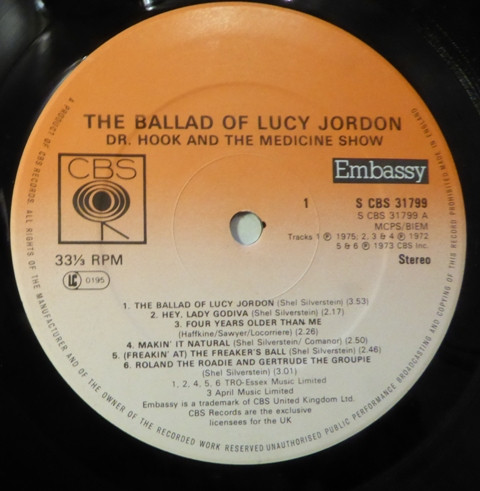 THE BALLAD OF LUCY JORDON
DR. HOOK AND THE MEDICINE SHOW
CBS
Embassy
1
S CBS 31799
S CBS 31799 A
MCPS/BIEM
Tracks 1 ℗ 1975; 2, 3 & 4 ℗ 1972
5 & 6 ℗ 1973 CBS Inc.
33⅓ RPM
Stereo
LC 0195
1. THE BALLAD OF LUCY JORDON (Shel Silverstein) (3.53)
2. HEY, LADY GODIVA (Shel Silverstein) (2.17)
3. FOUR YEARS OLDER THAN ME
(Haffkine/Sawyer/Locorriere) (2.26)
4. MAKIN' IT NATURAL (Shel Silverstein/ Comanor) (2.50)
5. (FREAKIN' AT) THE FREAKER'S BALL (Shel Silverstein) (2.46)
6. ROLAND THE ROADIE AND GERTRUDE THE GROUPIE
(Shel Silverstein) (3.01)
1, 2, 4, 5, 6 TRO-Essex Music Limited
3 April Music Limited
Embassy is a trademark of CBS United Kingdom Ltd.
CBS Records are the exclusive
licensees for the UK
A PRODUCT OF CBS RECORDS. ALL RIGHTS OF THE MANUFACTURER AND OF THE OWNER OF THE RECORDED WORK RESERVED UNAUTHORISED PUBLIC PERFORMANCE BROADCASTING AND COPYING OF THIS RECORD PROHIBITED MADE IN ENGLAND